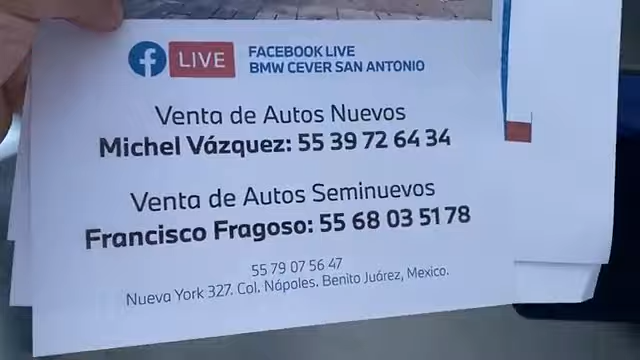 LIVE
FACEBOOK LIVE
BMW CEVER SAN ANTONIO
Venta de Autos Nuevos
Michel Vázquez: 55 39 72 64 34
Venta de Autos Seminuevos
Francisco Fragoso: 55 68 03 51 78
55 79 07 56 47
Nueva York 327. Col. Nápoles. Benito Juárez, Mexico.